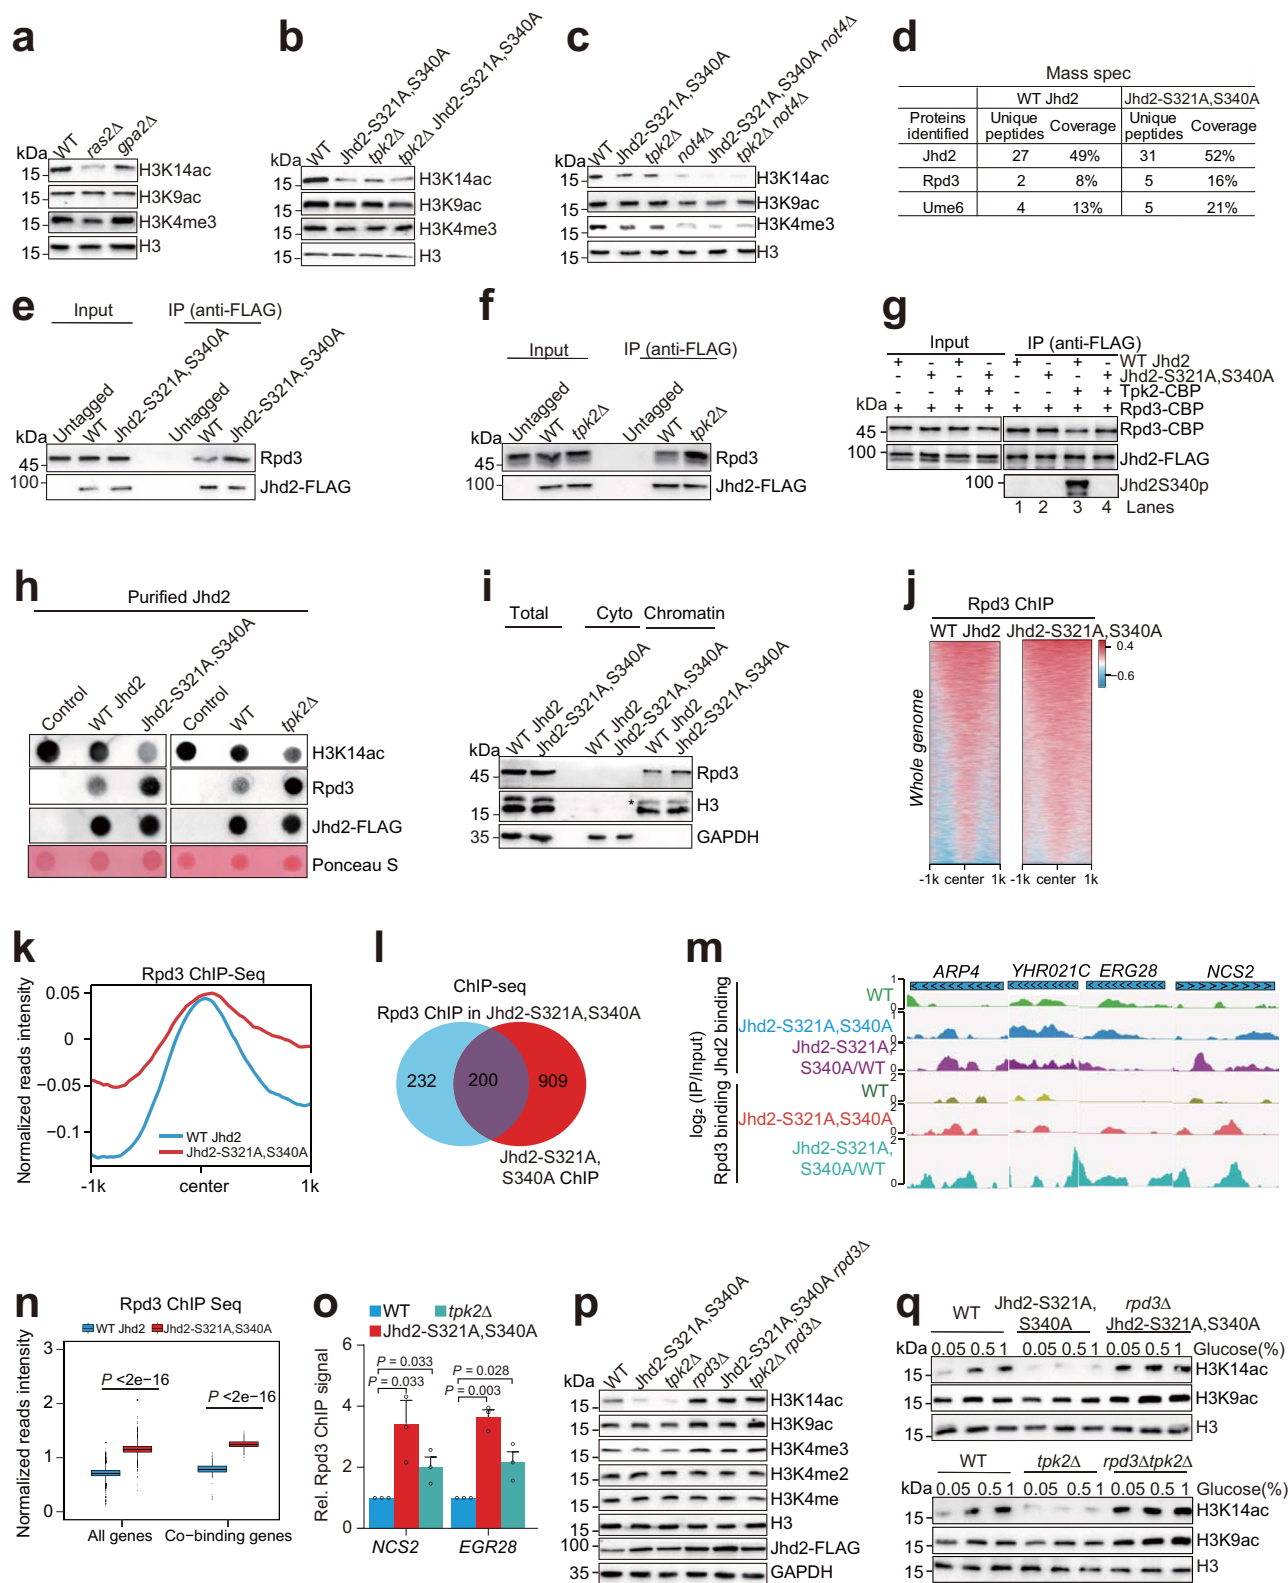 a
WT
ras2Δ
gpa2Δ
kDa
15
H3K14ac
15
H3K9ac
15
H3K4me3
15
H3
b
WT
Jhd2-S321A,S340A
tpk2Δ
tpk2Δ Jhd2-S321A,S340A
kDa
15
H3K14ac
15
H3K9ac
15
H3K4me3
15
H3
c
WT
Jhd2-S321A,S340A
tpk2Δ
not4Δ
Jhd2-S321A,S340A not4Δ
tpk2Δ not4Δ
kDa
15
H3K14ac
15
H3K9ac
15
H3K4me3
15
H3
d
Mass spec
WT Jhd2 Jhd2-S321A,S340A
Proteins identified Unique peptides Coverage Unique peptides Coverage
Jhd2 27 49% 31 52%
Rpd3 2 8% 5 16%
Ume6 4 13% 5 21%
e
Input IP (anti-FLAG)
Untagged
WT
Jhd2-S321A,S340A
Untagged
WT
Jhd2-S321A,S340A
kDa
45
Rpd3
100
Jhd2-FLAG
f
Input IP (anti-FLAG)
Untagged
WT
tpk2Δ
Untagged
WT
tpk2Δ
kDa
45
Rpd3
100
Jhd2-FLAG
g
Input IP (anti-FLAG)
+ - + - + - + - WT Jhd2
- + - + - + - + Jhd2-S321A,S340A
- - + + - - + + Tpk2-CBP
kDa + + + + + + + + Rpd3-CBP
45 Rpd3-CBP
100 Jhd2-FLAG
100 Jhd2S340p
1 2 3 4 Lanes
h
Purified Jhd2
Control
WT Jhd2
Jhd2-S321A,S340A
Control
WT
tpk2Δ
H3K14ac
Rpd3
Jhd2-FLAG
Ponceau S
i
Total Cyto Chromatin
WT Jhd2
Jhd2-S321A,S340A
WT Jhd2
Jhd2-S321A,S340A
WT Jhd2
Jhd2-S321A,S340A
kDa
45
Rpd3
15
*
H3
35
GAPDH
j
Rpd3 ChIP
WT Jhd2 Jhd2-S321A,S340A
0.4
−0.6
Whole genome
-1k center 1k -1k center 1k
k
Rpd3 ChIP-Seq
Normalized reads intensity
0.05
0
−0.05
−0.1
WT Jhd2
Jhd2-S321A,S340A
-1k center 1k
l
ChIP-seq
Rpd3 ChIP in Jhd2-S321A,S340A
232 200 909
Jhd2-S321A,
S340A ChIP
m
ARP4 YHR021C ERG28 NCS2
log₂ (IP/Input)
Jhd2 binding
Rpd3 binding
1
WT
0
1
Jhd2-S321A,S340A
0
2
Jhd2-S321A,
S340A/WT
0
2
WT
0
2
Jhd2-S321A,S340A
0
2
Jhd2-S321A,
S340A/WT
0
n
Rpd3 ChIP Seq
WT Jhd2 Jhd2-S321A,S340A
Normalized reads intensity
3
2
1
0
P <2e−16 P <2e−16
All genes Co-binding genes
o
WT tpk2Δ
Jhd2-S321A,S340A
Rel. Rpd3 ChIP signal
6
4
2
0
P = 0.033
P = 0.033
P = 0.028
P = 0.003
NCS2 EGR28
p
WT
Jhd2-S321A,S340A
tpk2Δ
rpd3Δ
Jhd2-S321A,S340A rpd3Δ
tpk2Δ rpd3Δ
kDa
15
H3K14ac
15
H3K9ac
15
H3K4me3
15
H3K4me2
15
H3K4me
15
H3
100
Jhd2-FLAG
35
GAPDH
q
WT Jhd2-S321A,
S340A rpd3Δ
Jhd2-S321A,S340A
kDa 0.05 0.5 1 0.05 0.5 1 0.05 0.5 1 Glucose(%)
15
H3K14ac
15
H3K9ac
15
H3
WT tpk2Δ rpd3Δtpk2Δ
kDa 0.05 0.5 1 0.05 0.5 1 0.05 0.5 1 Glucose(%)
15
H3K14ac
15
H3K9ac
15
H3